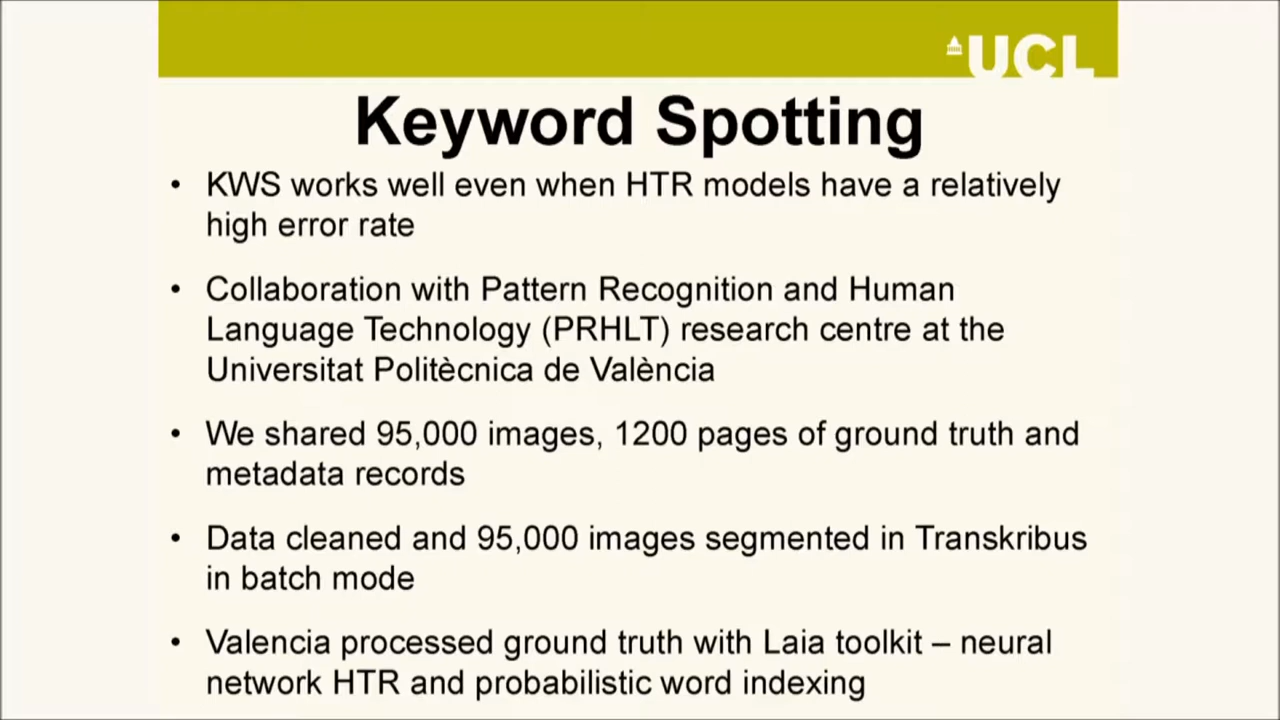 UCL
Keyword Spotting
• KWS works well even when HTR models have a relatively
high error rate
• Collaboration with Pattern Recognition and Human
Language Technology (PRHLT) research centre at the
Universitat Politècnica de València
• We shared 95,000 images, 1200 pages of ground truth and
metadata records
• Data cleaned and 95,000 images segmented in Transkribus
in batch mode
• Valencia processed ground truth with Laia toolkit – neural
network HTR and probabilistic word indexing